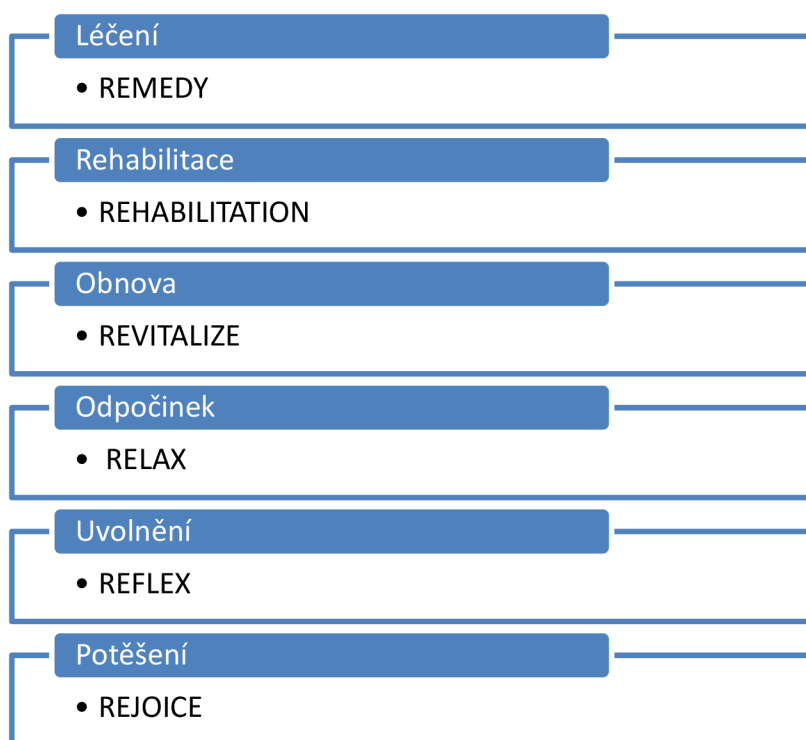 Léčení
• REMEDY
Rehabilitace
• REHABILITATION
Obnova
• REVITALIZE
Odpočinek
• RELAX
Uvolnění
• REFLEX
Potěšení
• REJOICE